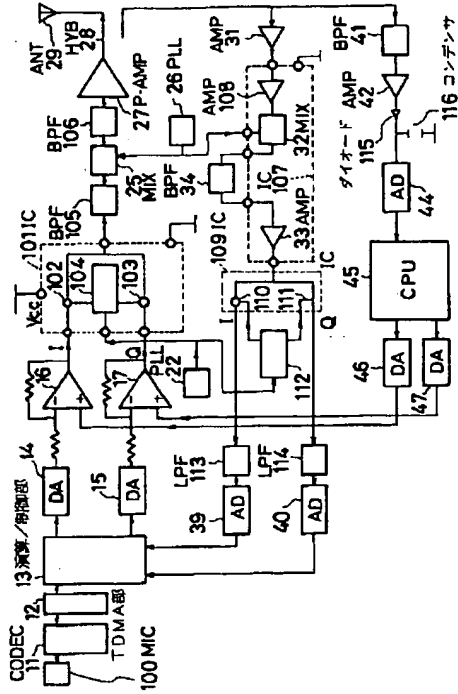 ANT
29
HYB
28
27 P-AMP
BPF
106
25
MIX
26 PLL
BPF
105
101 IC
Vcc
102
104
103
I
Q
PLL
22
16
17
14
DA
DA
15
13 演算/制御部
12
TDMA部
CODEC
11
100 MIC
AMP
31
AMP
108
32 MIX
BPF
34
IC
107
33 AMP
109 IC
IC
110
111
I
Q
112
LPF
113
LPF
114
39
AD
AD
40
BPF
41
AMP
42
ダイオード
115
116 コンデンサ
AD
44
45
CPU
46
DA
DA
47